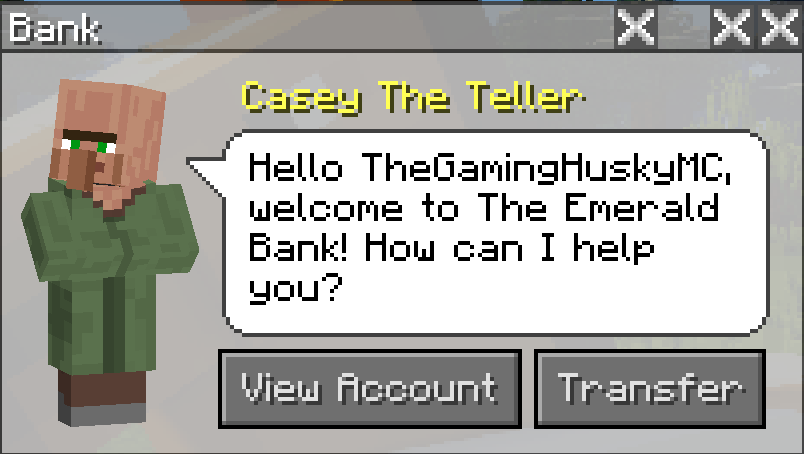 Bank
Casey The Teller
Hello TheGamingHuskyMC,
welcome to The Emerald
Bank! How can I help
you?
View Account
Transfer